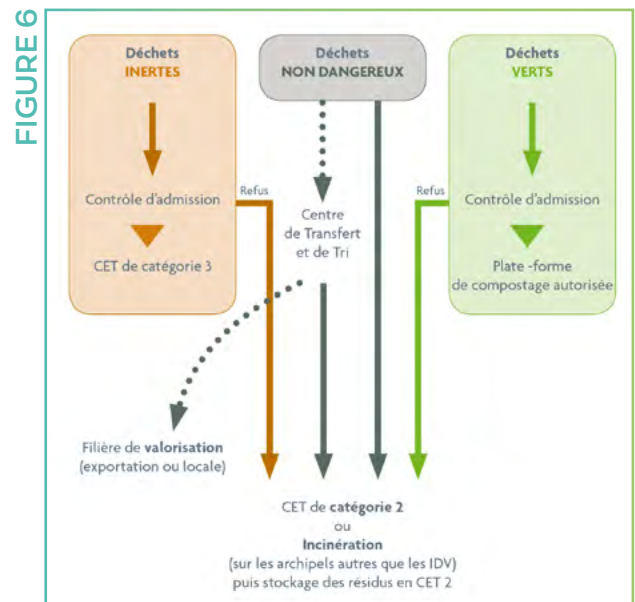 FIGURE 6
Déchets
INERTES
Contrôle d'admission
CET de catégorie 3
Refus
Déchets
NON DANGEREUX
Centre
de Transfert
et de Tri
Déchets
VERTS
Refus
Contrôle d'admission
Plate -forme
de compostage autorisée
Filière de valorisation
(exportation ou locale)
CET de catégorie 2
ou
Incinération
(sur les archipels autres que les IDV)
puis stockage des résidus en CET 2